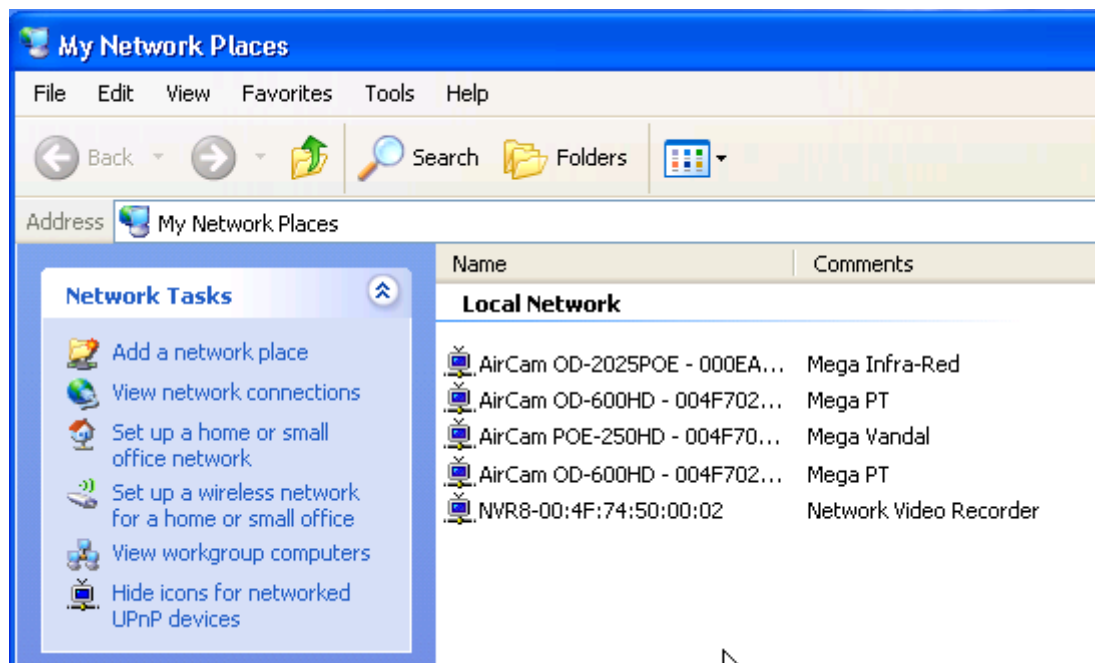 My Network Places
File Edit View Favorites Tools Help
Back Search Folders
Address My Network Places
Network Tasks
Add a network place
View network connections
Set up a home or small
office network
Set up a wireless network
for a home or small office
View workgroup computers
Hide icons for networked
UPnP devices
Name Comments
Local Network
AirCam OD-2025POE - 000EA... Mega Infra-Red
AirCam OD-600HD - 004F702... Mega PT
AirCam POE-250HD - 004F70... Mega Vandal
AirCam OD-600HD - 004F702... Mega PT
NVR8-00:4F:74:50:00:02 Network Video Recorder